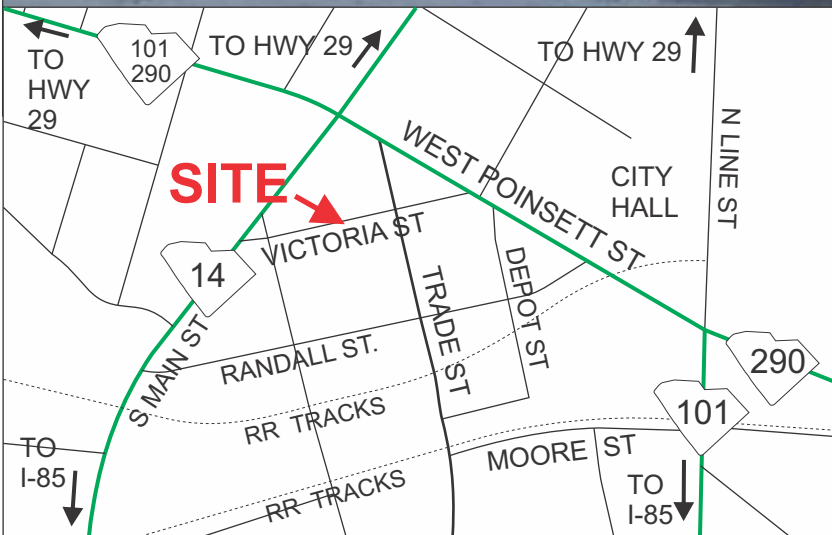 TO
HWY
29
101
290
TO HWY 29
TO HWY 29
N LINE ST
WEST POINSETT ST
CITY
HALL
SITE
VICTORIA ST
14
TRADE ST
DEPOT ST
S MAIN ST
RANDALL ST.
290
101
RR TRACKS
MOORE ST
TO
I-85
RR TRACKS
TO
I-85